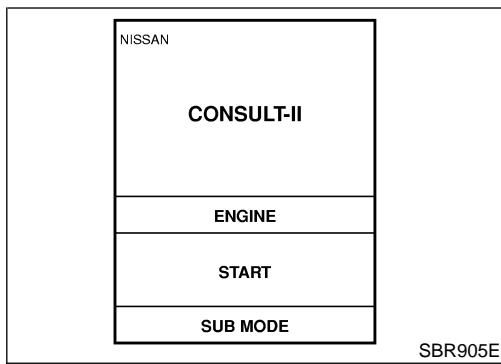 NISSAN
CONSULT-II
ENGINE
START
SUB MODE
SBR905E